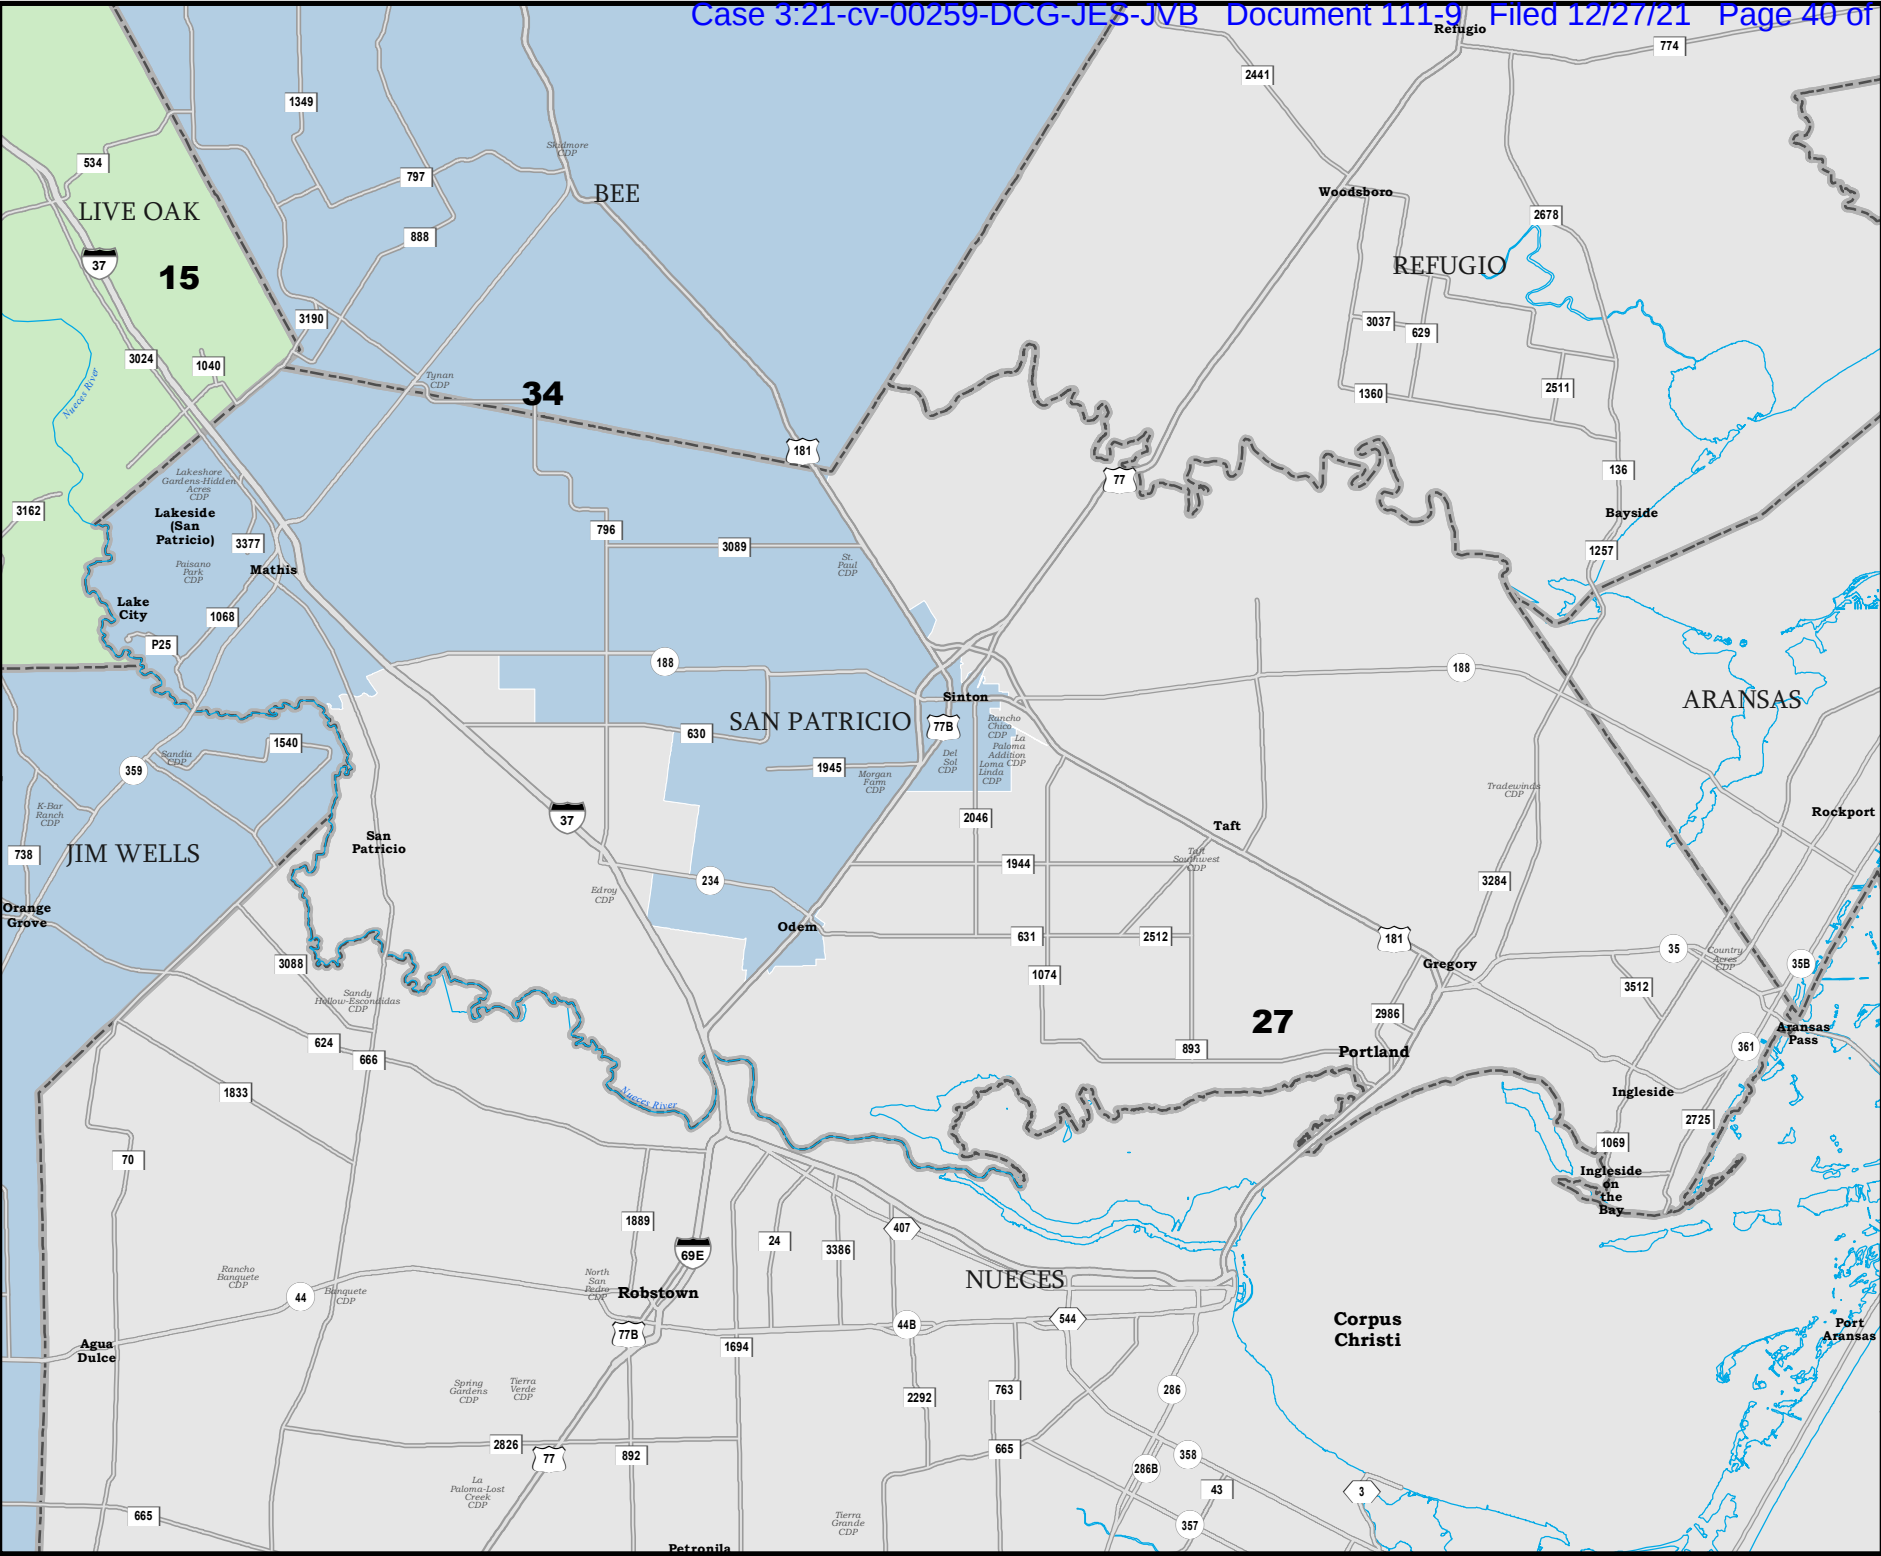 Case 3:21-cv-00259-DCG-JES-JVB Document 111-9 Filed 12/27/21 Page 40 of
Refugio
774
2441
1349
Skidmore
CDP
534
797
BEE
Woodsboro
LIVE OAK
2678
888
37
15
REFUGIO
3190
3037
629
3024
1040
Tynan
CDP
Nueces River
34
1360
2511
181
Lakeshore
Gardens-Hidden
Acres
CDP
77
136
3162
Lakeside
(San
Patricio)
Bayside
796
3377
3089
1257
St.
Paul
CDP
Paisano
Park
CDP
Mathis
Lake
City
1068
P25
188
188
Sinton
ARANSAS
SAN PATRICIO
77B
Rancho
Chico
CDP
630
1540
La
Paloma
Addition
CDP
Sandia
CDP
Del
Sol
CDP
Loma
Linda
CDP
359
1945
Morgan
Farm
CDP
Tradewinds
CDP
K-Bar
Ranch
CDP
37
2046
Rockport
Taft
San
Patricio
738
JIM WELLS
Taft
Southwest
CDP
1944
234
3284
Edroy
CDP
Orange
Grove
Odem
631
2512
181
35
Country
Acres
CDP
3088
Gregory
35B
1074
3512
Sandy
Hollow-Escondidas
CDP
2986
27
Aransas
Pass
624
893
Portland
361
666
1833
Nueces River
Ingleside
2725
1069
70
Ingleside
on
the
Bay
1889
407
24
3386
69E
Rancho
Banquete
CDP
North
San
Pedro
CDP
NUECES
44
Banquete
CDP
Robstown
544
Corpus
Christi
44B
77B
Port
Aransas
Agua
Dulce
1694
Spring
Gardens
CDP
Tierra
Verde
CDP
763
286
2292
2826
665
892
77
358
286B
La
Paloma-Lost
Creek
CDP
43
3
665
Tierra
Grande
CDP
357
Petronila